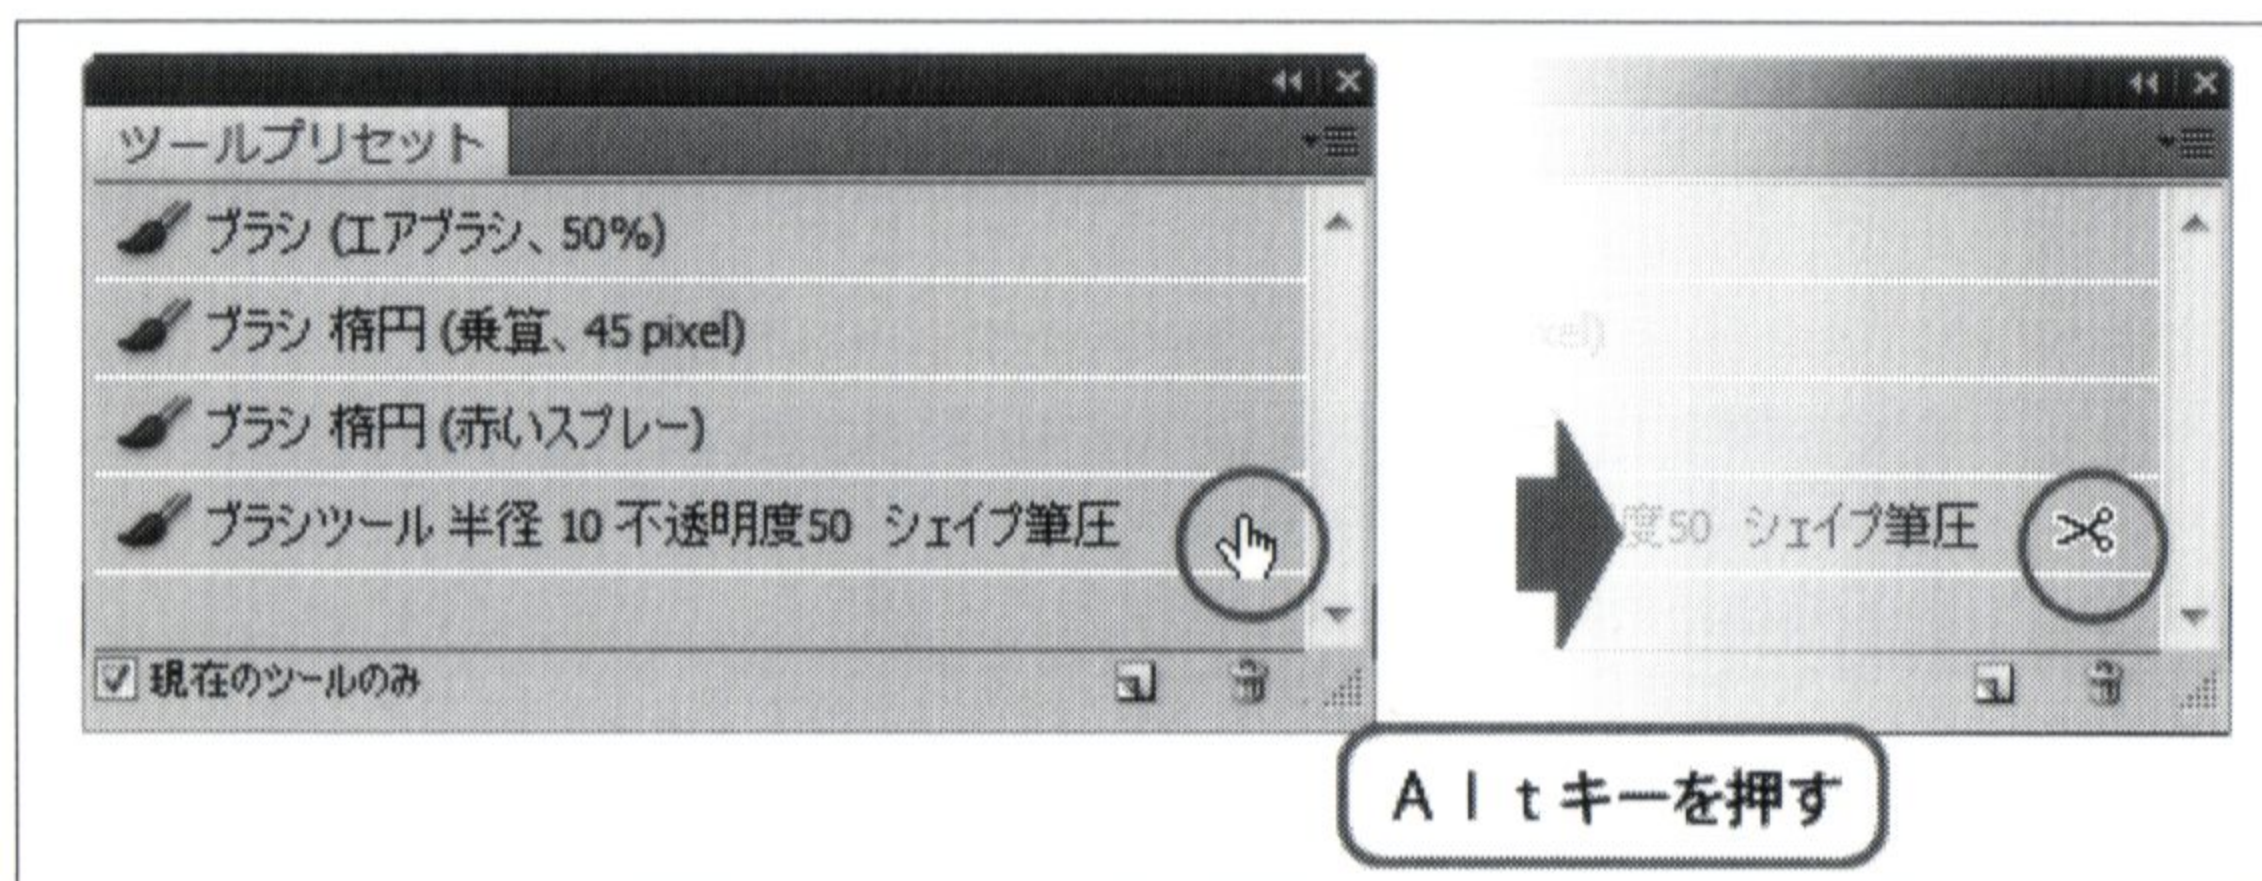 ツールプリセット
ブラシ (エアブラシ、50%)
ブラシ 楕円 (乗算、45 pixel)
ブラシ 楕円 (赤いスプレー)
ブラシツール 半径 10 不透明度50 シェイプ筆圧
現在のツールのみ
xel)
度50 シェイプ筆圧
Altキーを押す